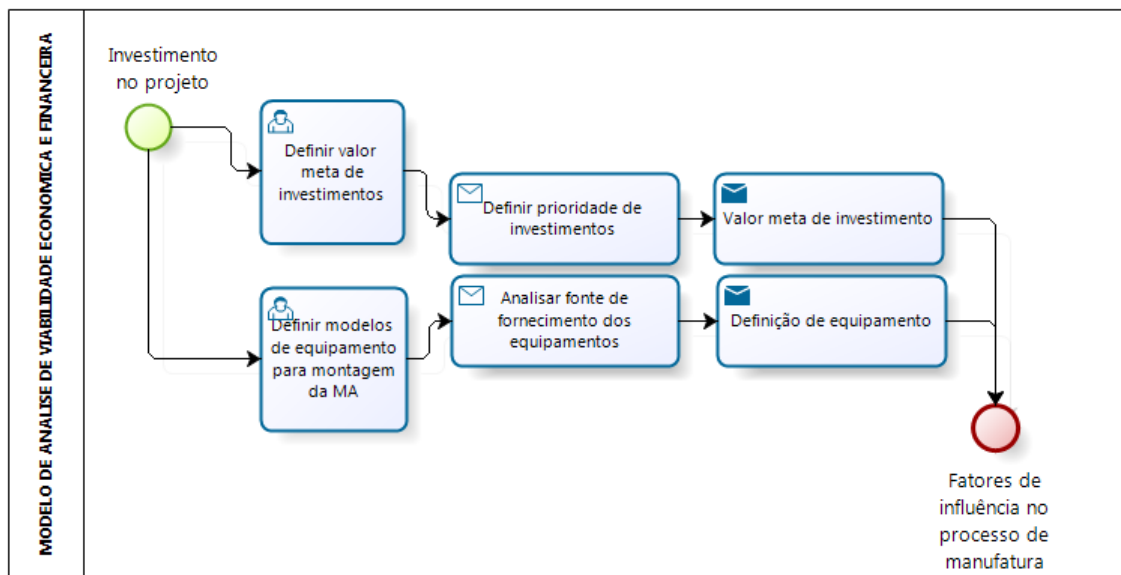 MODELO DE ANALISE DE VIABILIDADE ECONOMICA E FINANCEIRA
Investimento
no projeto
Definir valor
meta de
investimentos
Definir prioridade de
investimentos
Valor meta de investimento
Definir modelos
de equipamento
para montagem
da MA
Analisar fonte de
fornecimento dos
equipamentos
Definição de equipamento
Fatores de
influência no
processo de
manufatura